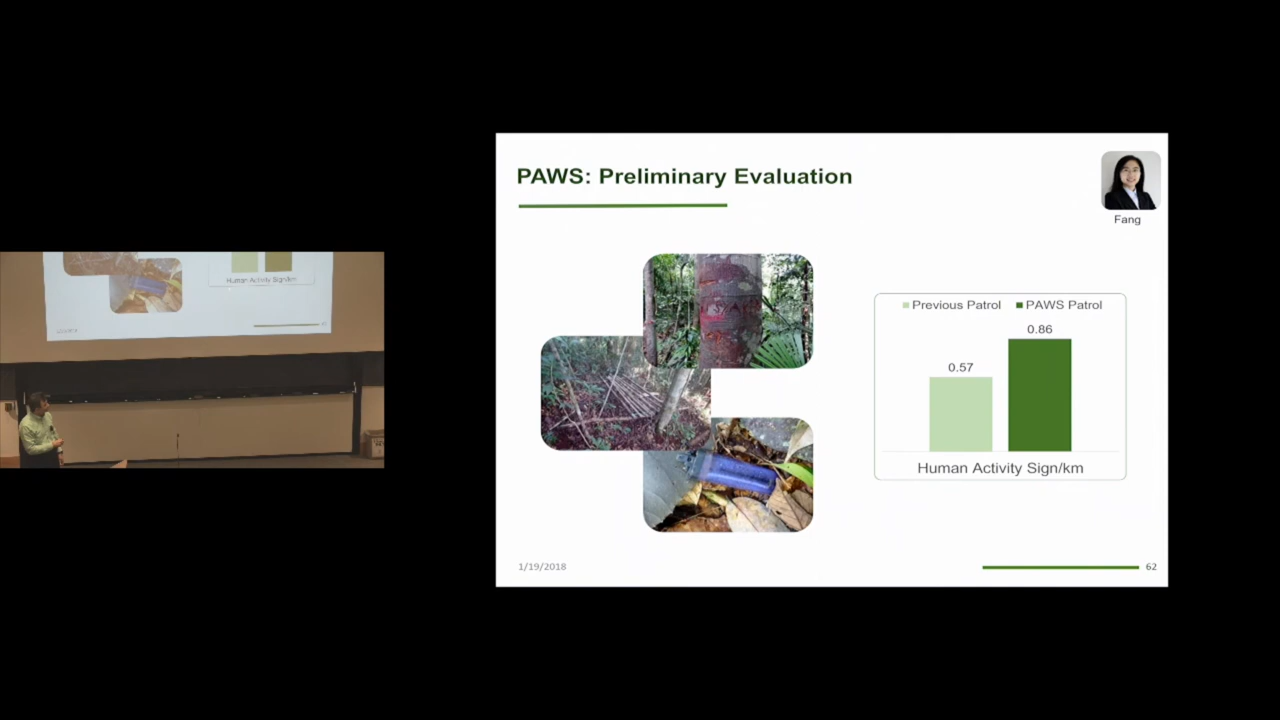 PAWS: Preliminary Evaluation
Fang
Previous Patrol PAWS Patrol
0.86
0.57
Human Activity Sign/km
1/19/2018
62
Human Activity Sign/km